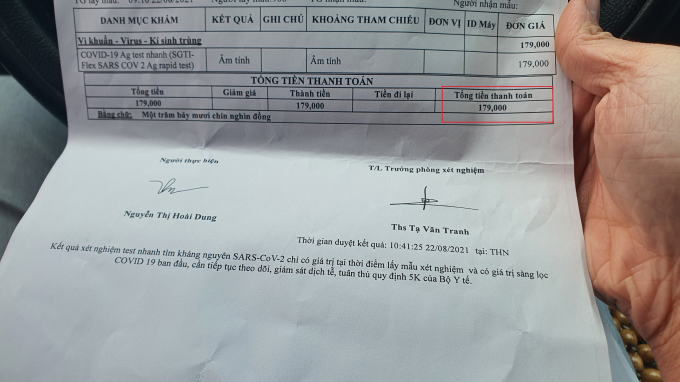 Người nhận mẫu:
DANH MỤC KHÁM KẾT QUẢ GHI CHÚ KHOẢNG THAM CHIẾU ĐƠN VỊ ID Máy ĐƠN GIÁ
Vi khuẩn - Virus - Kí sinh trùng 179,000
COVID-19 Ag test nhanh (SGTI-
Flex SARS COV 2 Ag rapid test) Âm tính Âm tính 179,000
TỔNG TIỀN THANH TOÁN
Tổng tiền Giảm giá Thành tiền Tiền đi lại Tổng tiền thanh toán
179,000 179,000 179,000
Bằng chữ: Một trăm bảy mươi chín nghìn đồng
Người thực hiện T/L Trưởng phòng xét nghiệm
Nguyễn Thị Hoài Dung Ths Tạ Văn Tranh
Thời gian duyệt kết quả: 10:41:25 22/08/2021 tại: THN
Kết quả xét nghiệm test nhanh tìm kháng nguyên SARS-CoV-2 chỉ có giá trị tại thời điểm lấy mẫu xét nghiệm và có giá trị sàng lọc
COVID 19 ban đầu, cần tiếp tục theo dõi, giám sát dịch tễ, tuân thủ quy định 5K của Bộ Y tế.